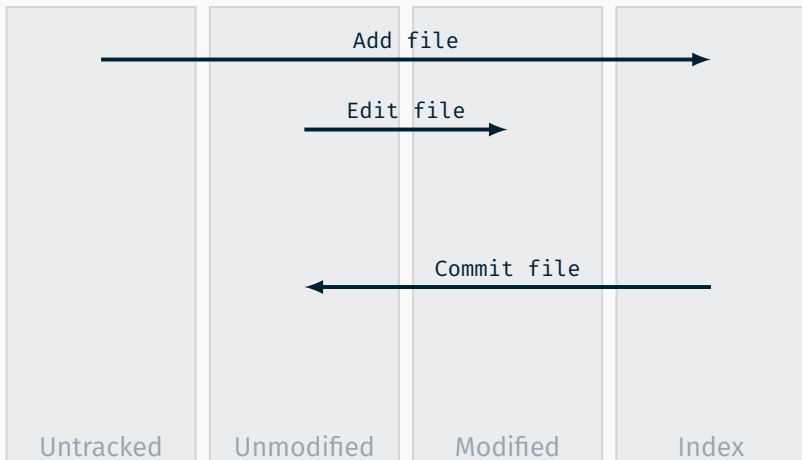 Add file
Edit file
Commit file
Untracked Unmodified Modified Index